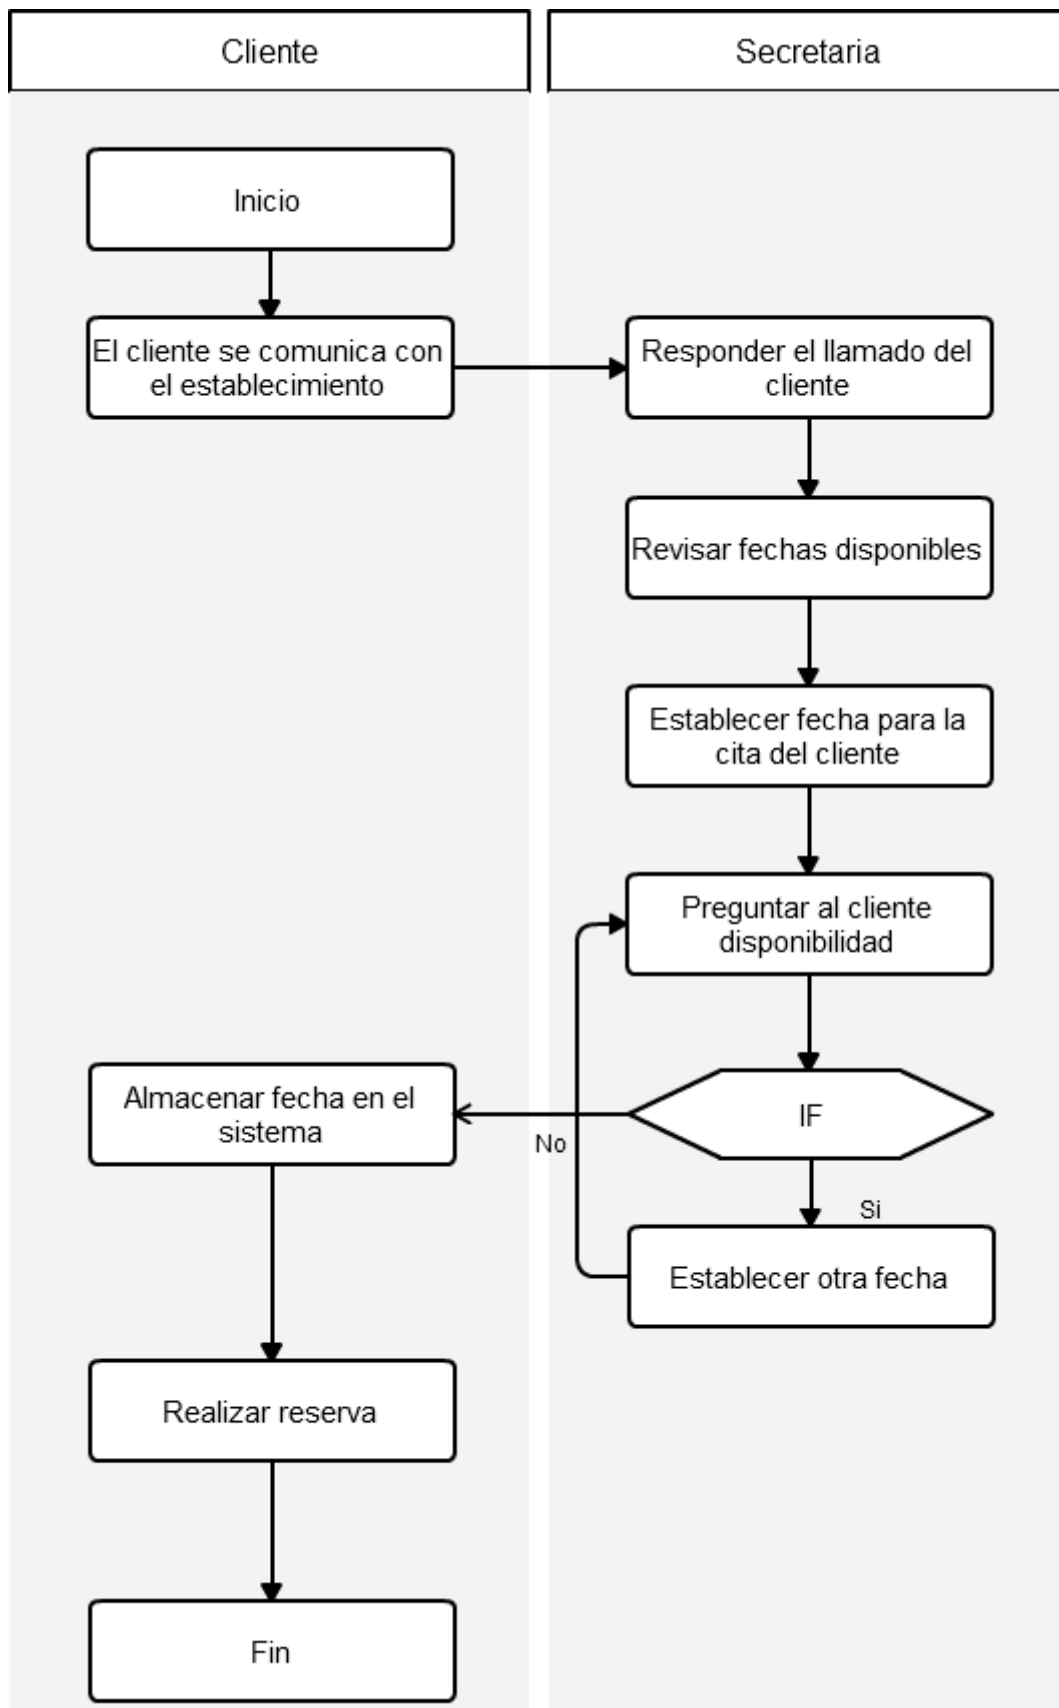 Cliente
Secretaria
Inicio
El cliente se comunica con
el establecimiento
Responder el llamado del
cliente
Revisar fechas disponibles
Establecer fecha para la
cita del cliente
Preguntar al cliente
disponibilidad
IF
No
Si
Almacenar fecha en el
sistema
Establecer otra fecha
Realizar reserva
Fin